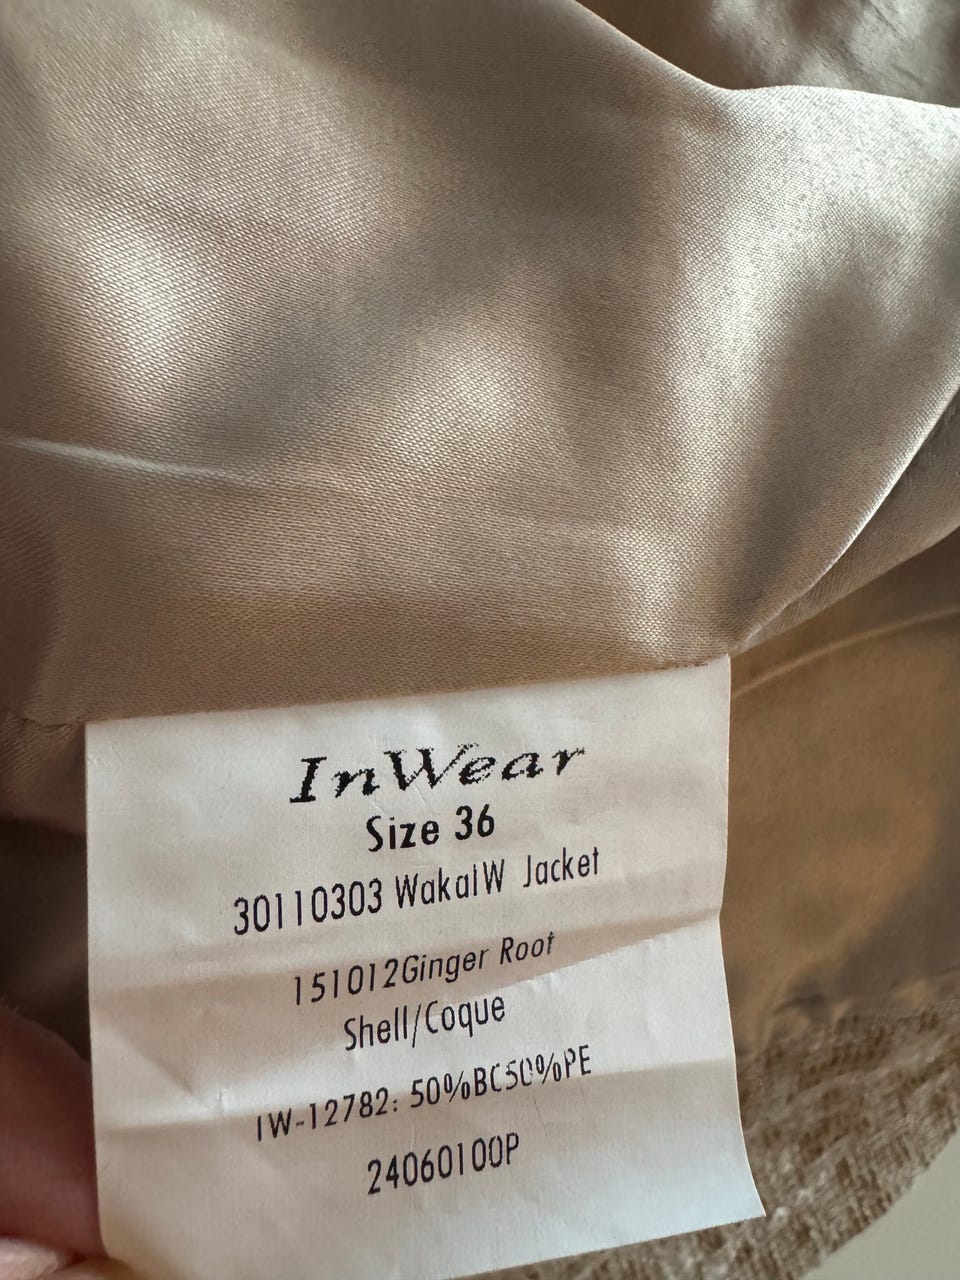 InWear
Size 36
30110303 WakaIW Jacket
151012Ginger Root
Shell/Coque
IW-12782: 50%BC50%PE
24060100P